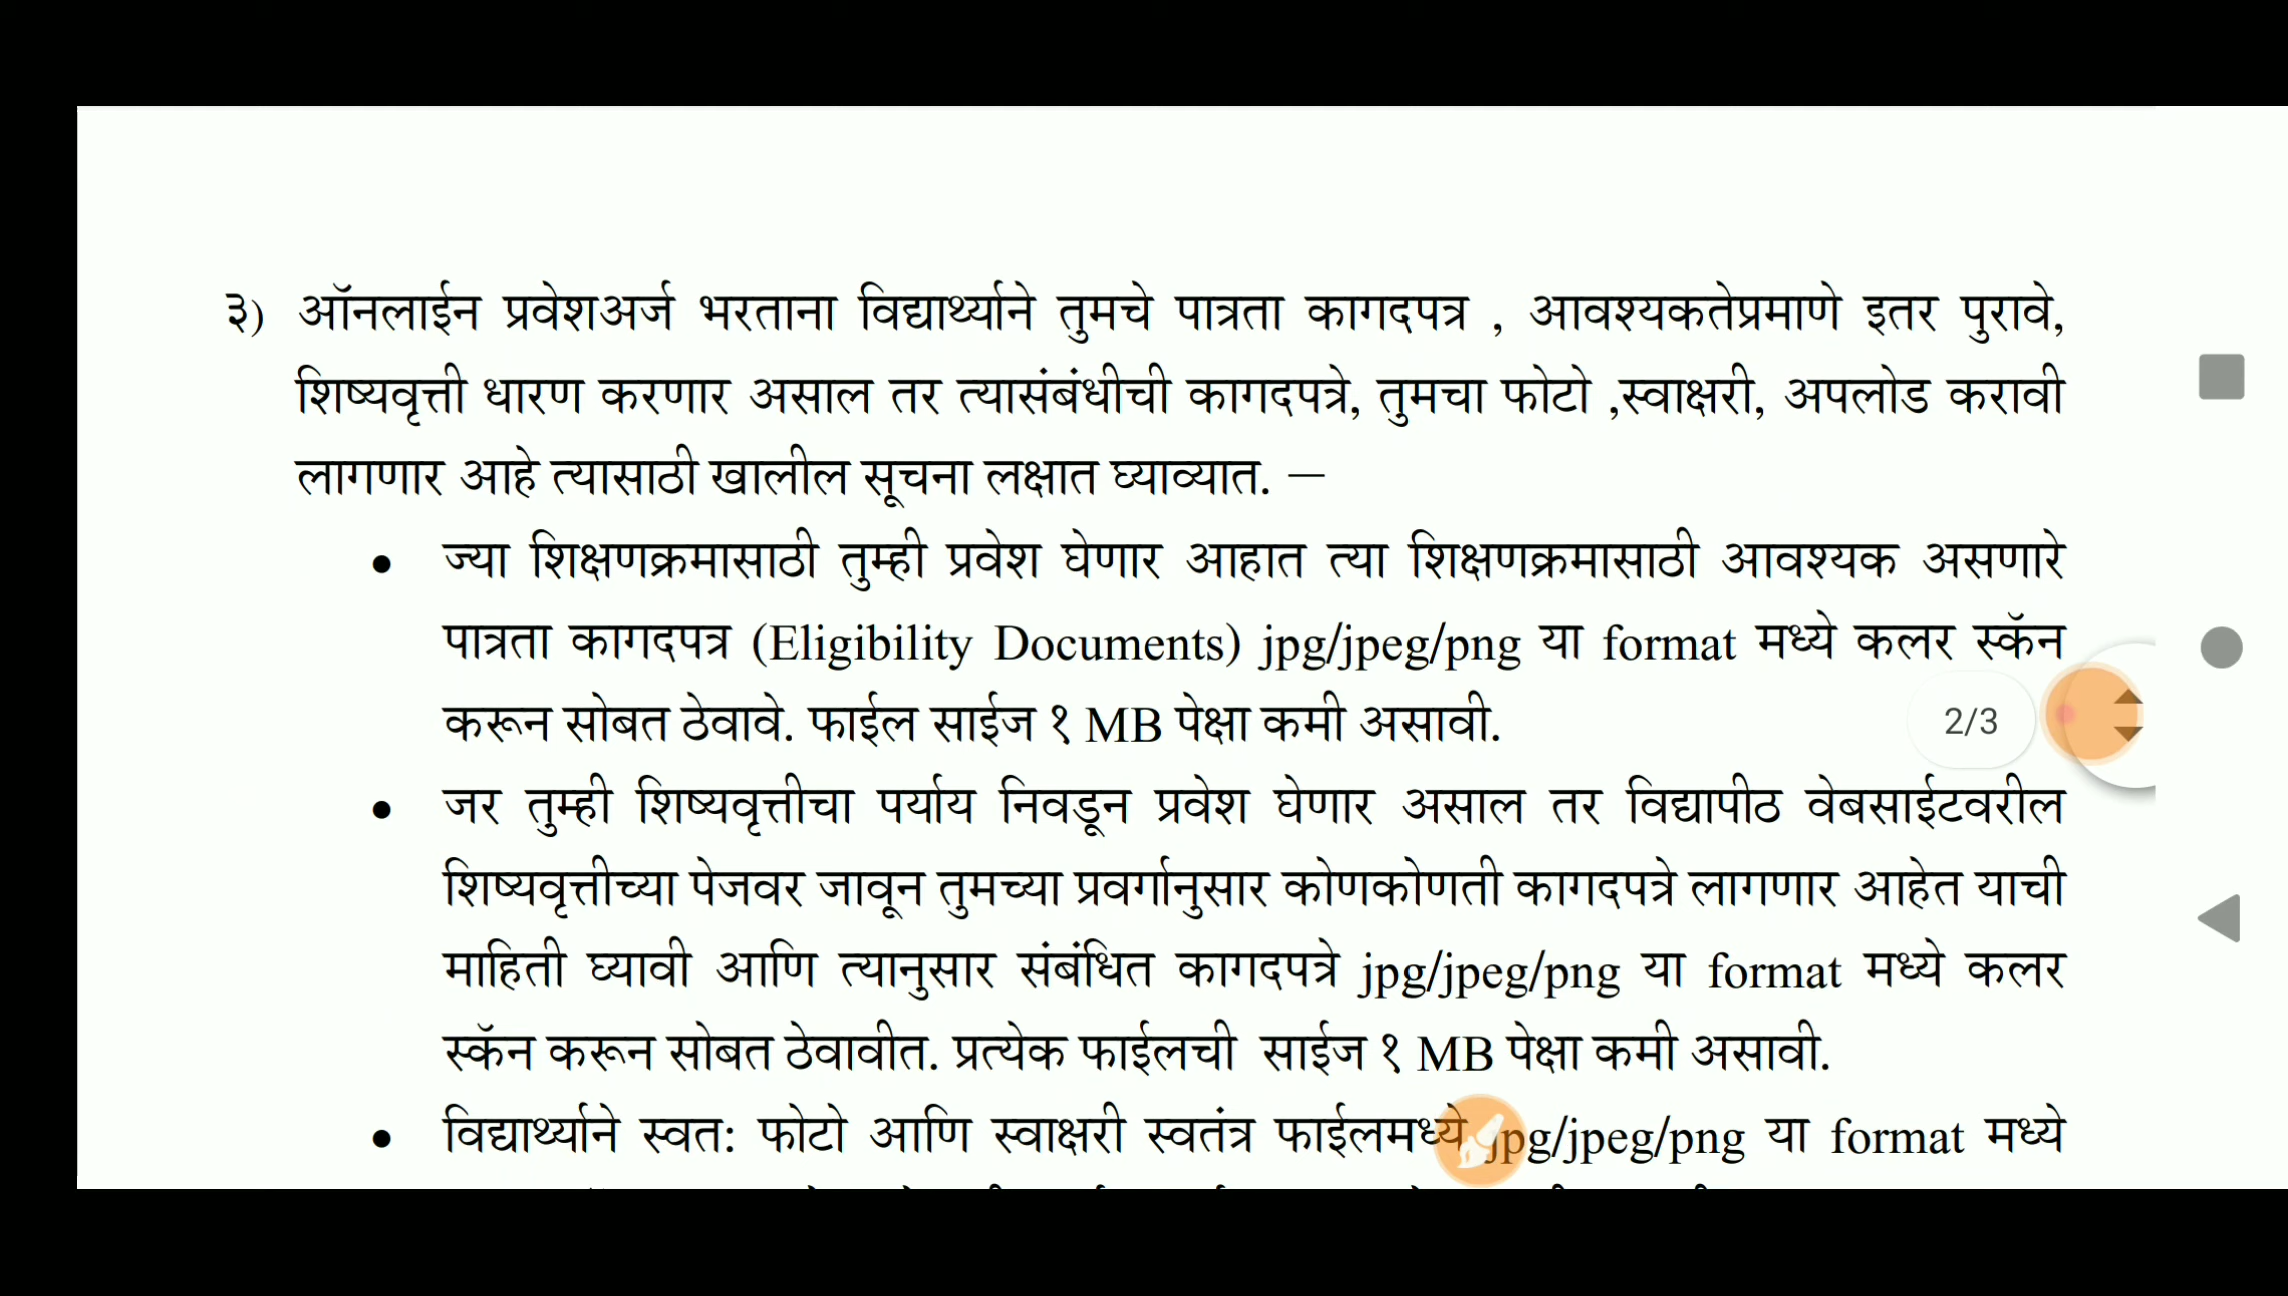 ३) ऑनलाईन प्रवेशअर्ज भरताना विद्यार्थ्याने तुमचे पात्रता कागदपत्र , आवश्यकतेप्रमाणे इतर पुरावे,
शिष्यवृत्ती धारण करणार असाल तर त्यासंबंधीची कागदपत्रे, तुमचा फोटो ,स्वाक्षरी, अपलोड करावी
लागणार आहे त्यासाठी खालील सूचना लक्षात घ्याव्यात. –
• ज्या शिक्षणक्रमासाठी तुम्ही प्रवेश घेणार आहात त्या शिक्षणक्रमासाठी आवश्यक असणारे
पात्रता कागदपत्र (Eligibility Documents) jpg/jpeg/png या format मध्ये कलर स्कॅन
करून सोबत ठेवावे. फाईल साईज १ MB पेक्षा कमी असावी.
2/3
• जर तुम्ही शिष्यवृत्तीचा पर्याय निवडून प्रवेश घेणार असाल तर विद्यापीठ वेबसाईटवरील
शिष्यवृत्तीच्या पेजवर जावून तुमच्या प्रवर्गानुसार कोणकोणती कागदपत्रे लागणार आहेत याची
माहिती घ्यावी आणि त्यानुसार संबंधित कागदपत्रे jpg/jpeg/png या format मध्ये कलर
स्कॅन करून सोबत ठेवावीत. प्रत्येक फाईलची साईज १ MB पेक्षा कमी असावी.
• विद्यार्थ्याने स्वत: फोटो आणि स्वाक्षरी स्वतंत्र फाईलमध्ये jpg/jpeg/png या format मध्ये